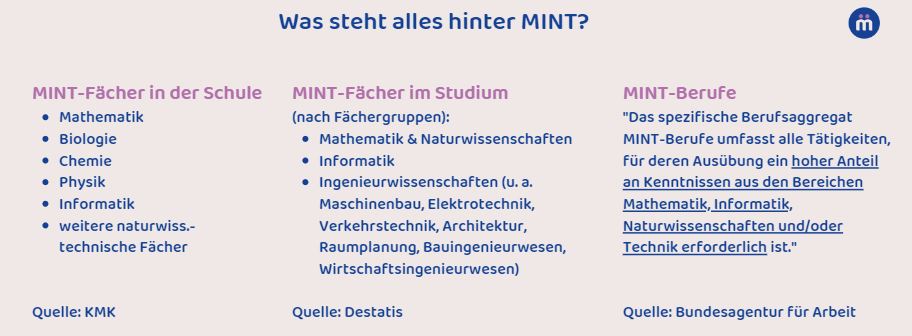 Was steht alles hinter MINT?
m
MINT-Fächer in der Schule
• Mathematik
• Biologie
• Chemie
• Physik
• Informatik
• weitere naturwiss.-
technische Fächer
Quelle: KMK
MINT-Fächer im Studium
(nach Fächergruppen):
• Mathematik & Naturwissenschaften
• Informatik
• Ingenieurwissenschaften (u. a.
Maschinenbau, Elektrotechnik,
Verkehrstechnik, Architektur,
Raumplanung, Bauingenieurwesen,
Wirtschaftsingenieurwesen)
Quelle: Destatis
MINT-Berufe
"Das spezifische Berufsaggregat
MINT-Berufe umfasst alle Tätigkeiten,
für deren Ausübung ein hoher Anteil
an Kenntnissen aus den Bereichen
Mathematik, Informatik,
Naturwissenschaften und/oder
Technik erforderlich ist."
Quelle: Bundesagentur für Arbeit